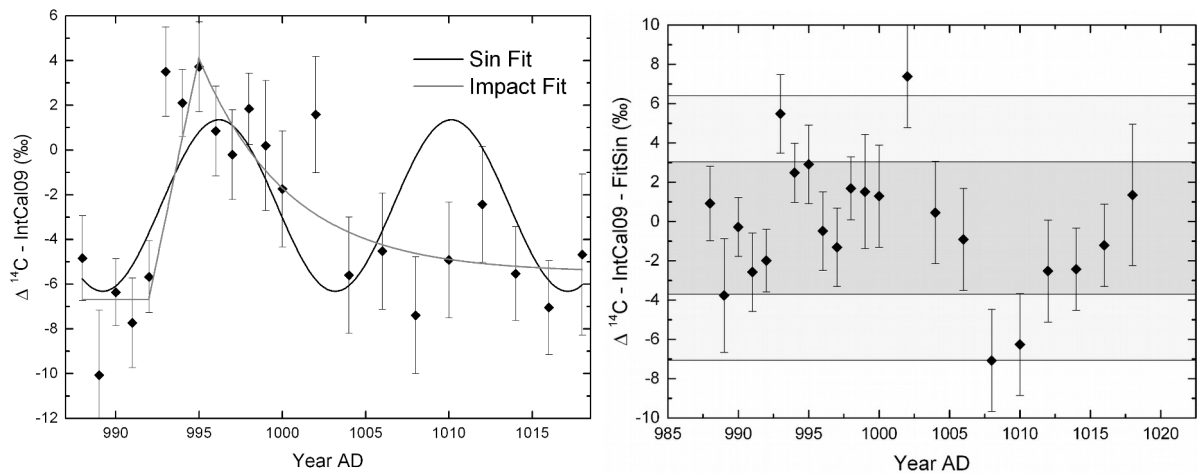 6
4
2
0
-2
-4
-6
-8
-10
-12
Δ ¹⁴C - IntCal09 (‰)
Sin Fit
Impact Fit
990 995 1000 1005 1010 1015
Year AD
10
8
6
4
2
0
-2
-4
-6
-8
-10
Δ ¹⁴C - IntCal09 - FitSin (‰)
985 990 995 1000 1005 1010 1015 1020
Year AD